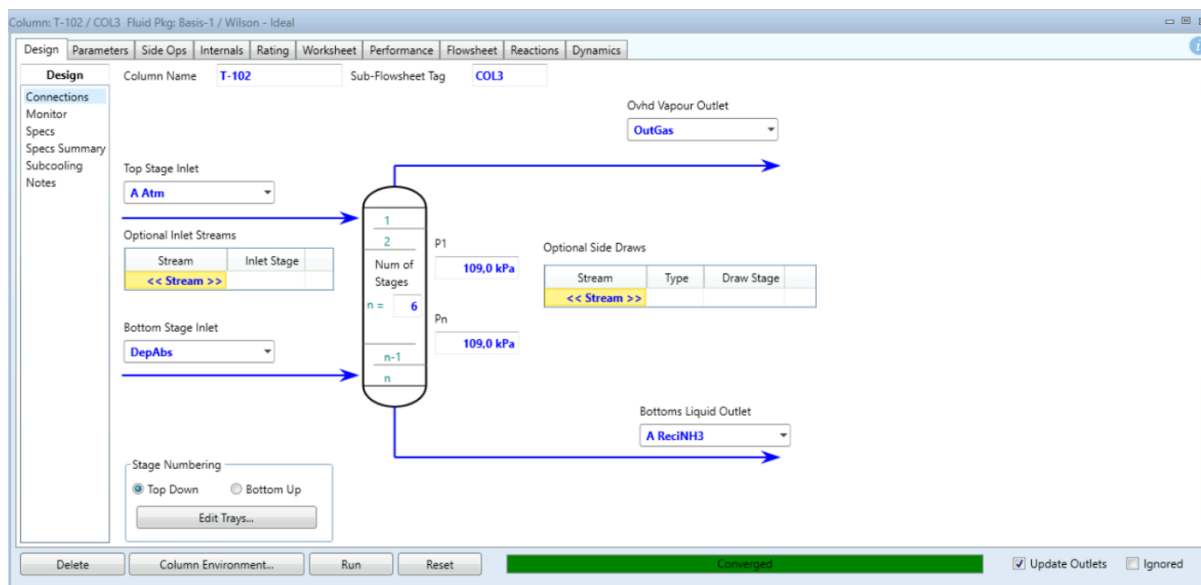 Column: T-102 / COL3 Fluid Pkg: Basis-1 / Wilson - Ideal
Design Parameters Side Ops Internals Rating Worksheet Performance Flowsheet Reactions Dynamics
Design
Connections
Monitor
Specs
Specs Summary
Subcooling
Notes
Column Name T-102 Sub-Flowsheet Tag COL3
Ovhd Vapour Outlet
OutGas
Top Stage Inlet
A Atm
Optional Inlet Streams
Stream Inlet Stage
<< Stream >>
Bottom Stage Inlet
DepAbs
1
2
Num of
Stages
n = 6
n-1
n
P1
109,0 kPa
Pn
109,0 kPa
Optional Side Draws
Stream Type Draw Stage
<< Stream >>
Bottoms Liquid Outlet
A ReciNH3
Stage Numbering
Top Down Bottom Up
Edit Trays...
Delete Column Environment... Run Reset Converged Update Outlets Ignored